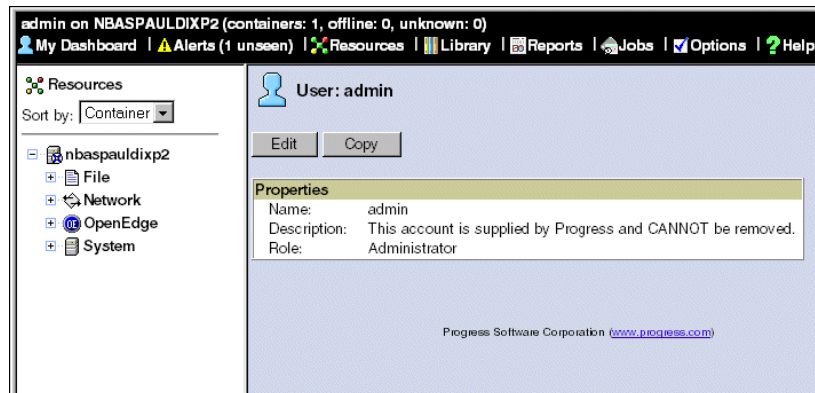 admin on NBASPAULDIXP2 (containers: 1, offline: 0, unknown: 0)
My Dashboard | Alerts (1 unseen) | Resources | Library | Reports | Jobs | Options | Help
Resources
Sort by: Container
nbaspauldixp2
File
Network
OE OpenEdge
System
User: admin
Edit Copy
Properties
Name: admin
Description: This account is supplied by Progress and CANNOT be removed.
Role: Administrator
Progress Software Corporation (www.progress.com)